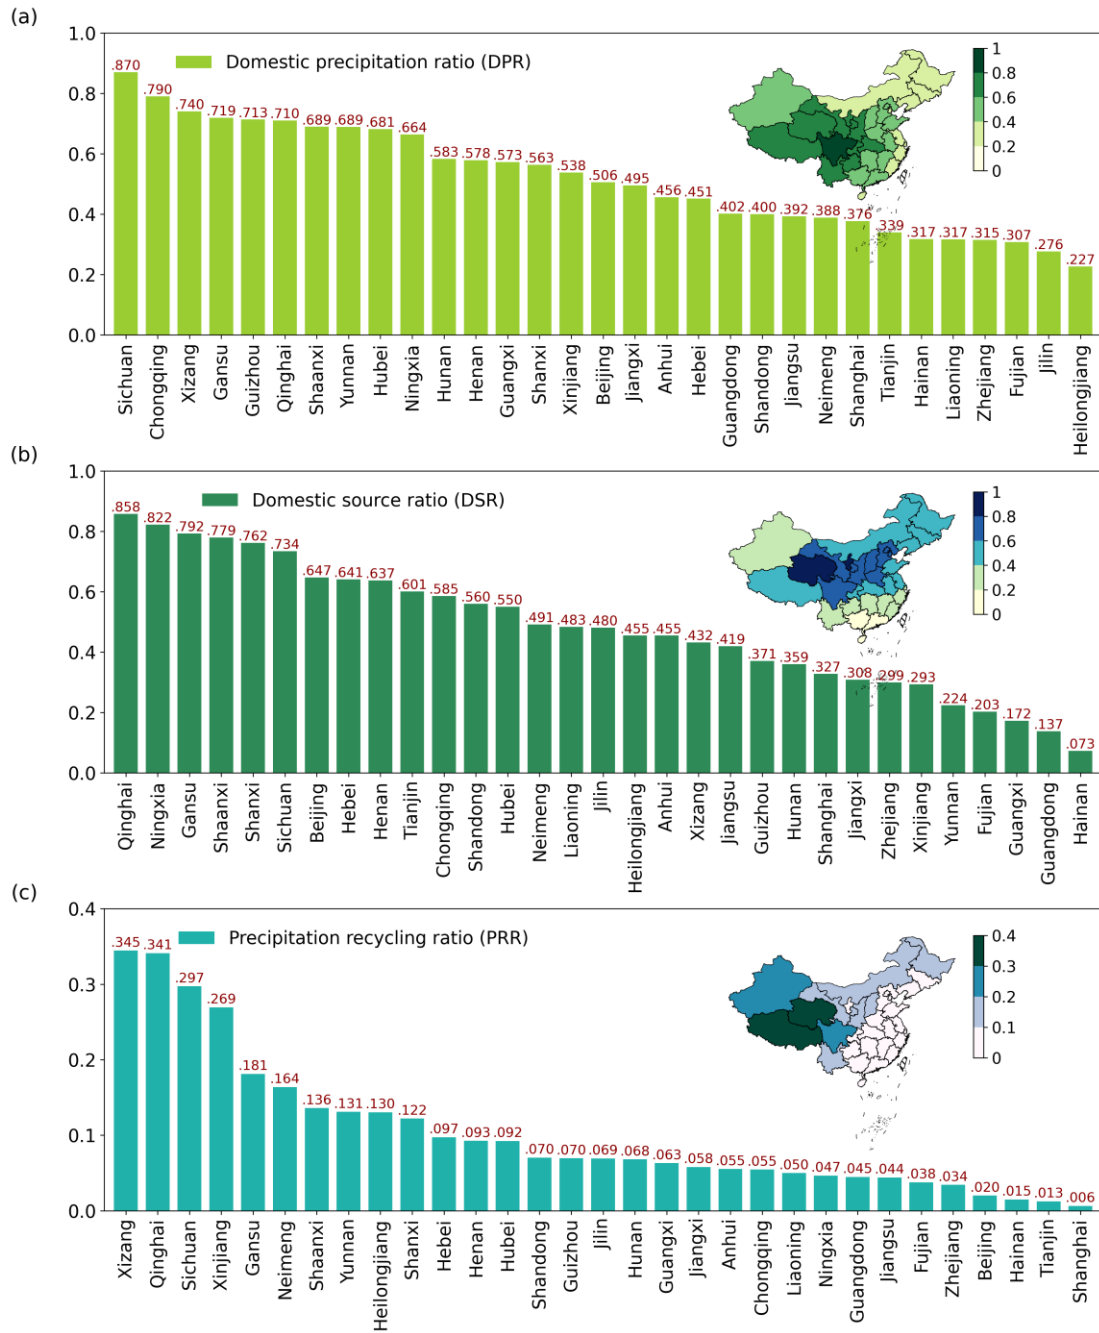 (a)
1.0
0.8
0.6
0.4
0.2
0.0
Domestic precipitation ratio (DPR)
.870 .790 .740 .719 .713 .710 .689 .689 .681 .664 .583 .578 .573 .563 .538 .506 .495 .456 .451 .402 .400 .392 .388 .376 .339 .317 .317 .315 .307 .276 .227
1
0.8
0.6
0.4
0.2
0
Sichuan Chongqing Xizang Gansu Guizhou Qinghai Shaanxi Yunnan Hubei Ningxia Hunan Henan Guangxi Shanxi Xinjiang Beijing Jiangxi Anhui Hebei Guangdong Shandong Jiangsu Neimeng Shanghai Tianjin Hainan Liaoning Zhejiang Fujian Jilin Heilongjiang
(b)
1.0
0.8
0.6
0.4
0.2
0.0
Domestic source ratio (DSR)
.858 .822 .792 .779 .762 .734 .647 .641 .637 .601 .585 .560 .550 .491 .483 .480 .455 .455 .432 .419 .371 .359 .327 .308 .299 .293 .224 .203 .172 .137 .073
1
0.8
0.6
0.4
0.2
0
Qinghai Ningxia Gansu Shaanxi Shanxi Sichuan Beijing Hebei Henan Tianjin Chongqing Shandong Hubei Neimeng Liaoning Jilin Heilongjiang Anhui Xizang Jiangsu Guizhou Hunan Shanghai Jiangxi Zhejiang Xinjiang Yunnan Fujian Guangxi Guangdong Hainan
(c)
0.4
0.3
0.2
0.1
0.0
Precipitation recycling ratio (PRR)
.345 .341 .297 .269 .181 .164 .136 .131 .130 .122 .097 .093 .092 .070 .070 .069 .068 .063 .058 .055 .055 .050 .047 .045 .044 .038 .034 .020 .015 .013 .006
0.4
0.3
0.2
0.1
0
Xizang Qinghai Sichuan Xinjiang Gansu Neimeng Shaanxi Yunnan Heilongjiang Shanxi Hebei Henan Hubei Shandong Guizhou Jilin Hunan Guangxi Jiangxi Anhui Chongqing Liaoning Ningxia Guangdong Jiangsu Fujian Zhejiang Beijing Hainan Tianjin Shanghai